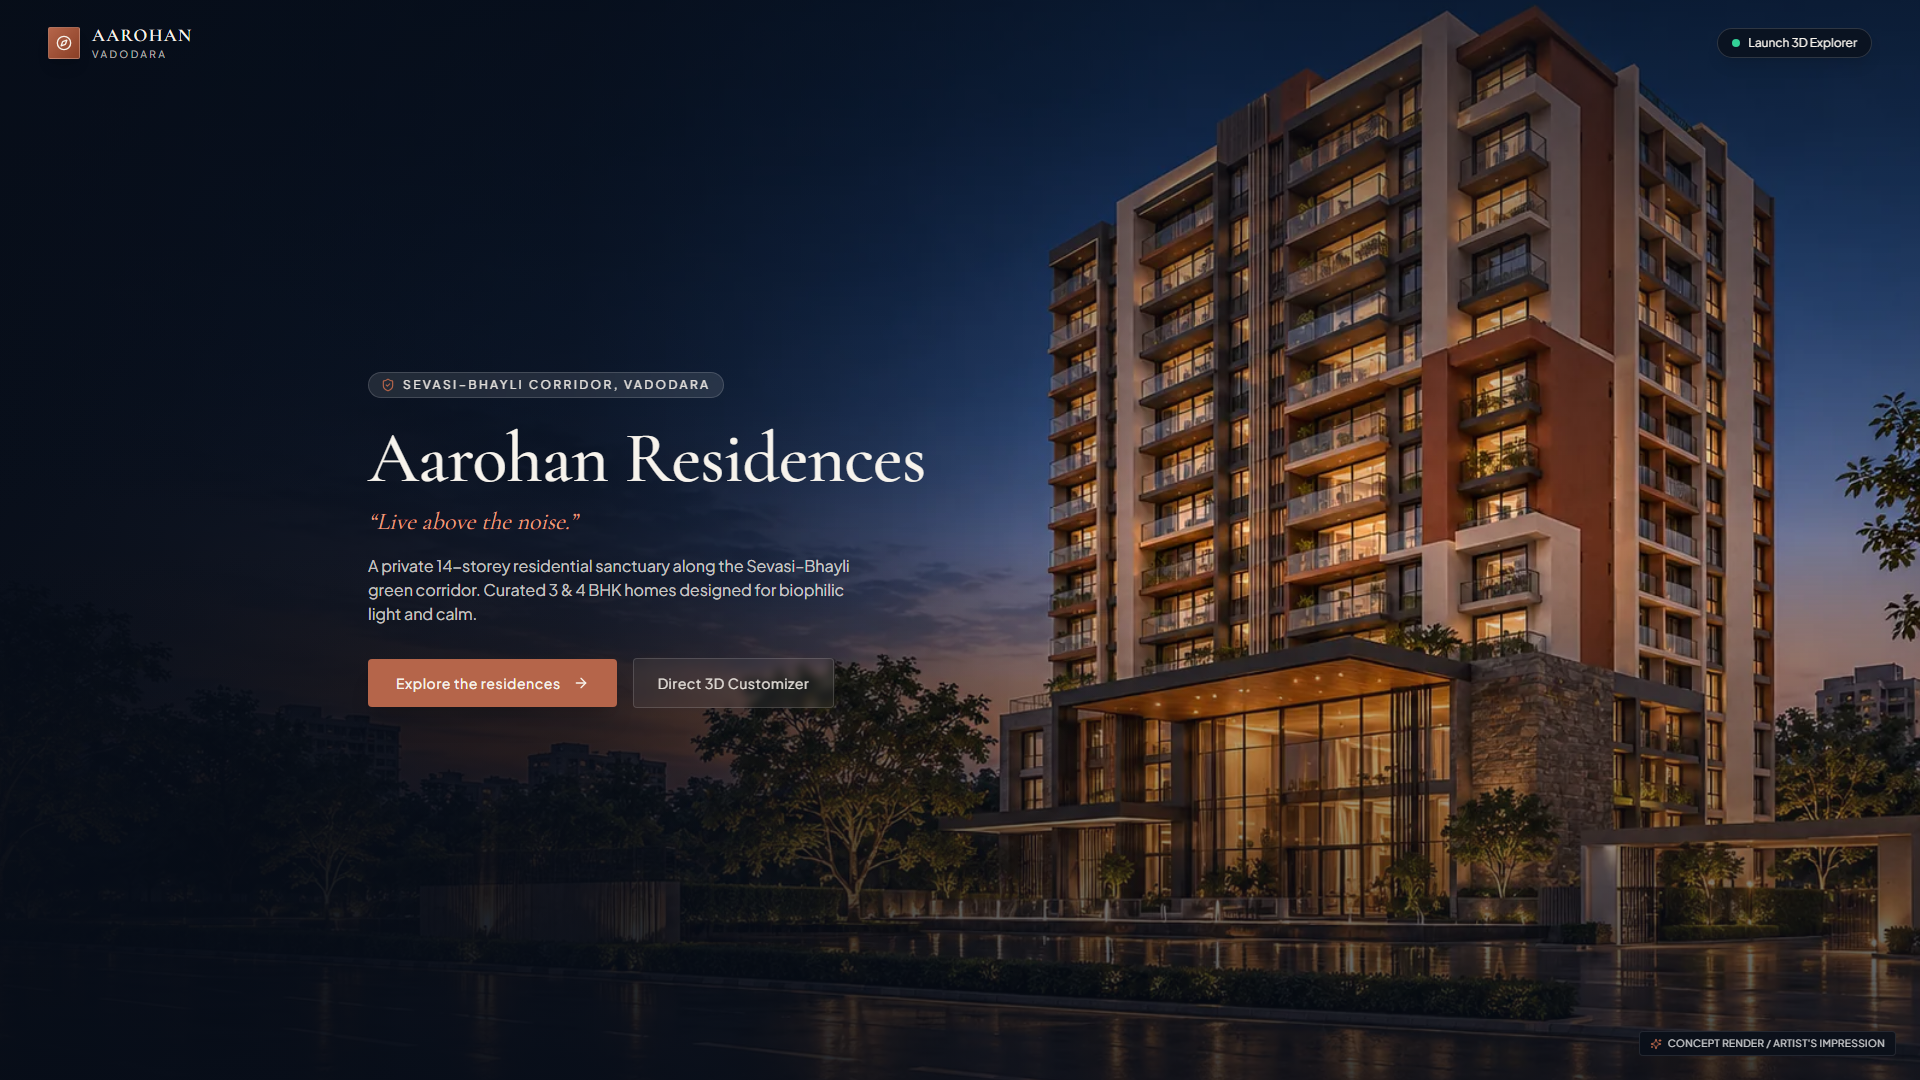 AAROHAN
VADODARA
Launch 3D Explorer
SEVASI–BHAYLI CORRIDOR, VADODARA
Aarohan Residences
“Live above the noise.”
A private 14–storey residential sanctuary along the Sevasi–Bhayli
green corridor. Curated 3 & 4 BHK homes designed for biophilic
light and calm.
Explore the residences →
Direct 3D Customizer
CONCEPT RENDER / ARTIST'S IMPRESSION